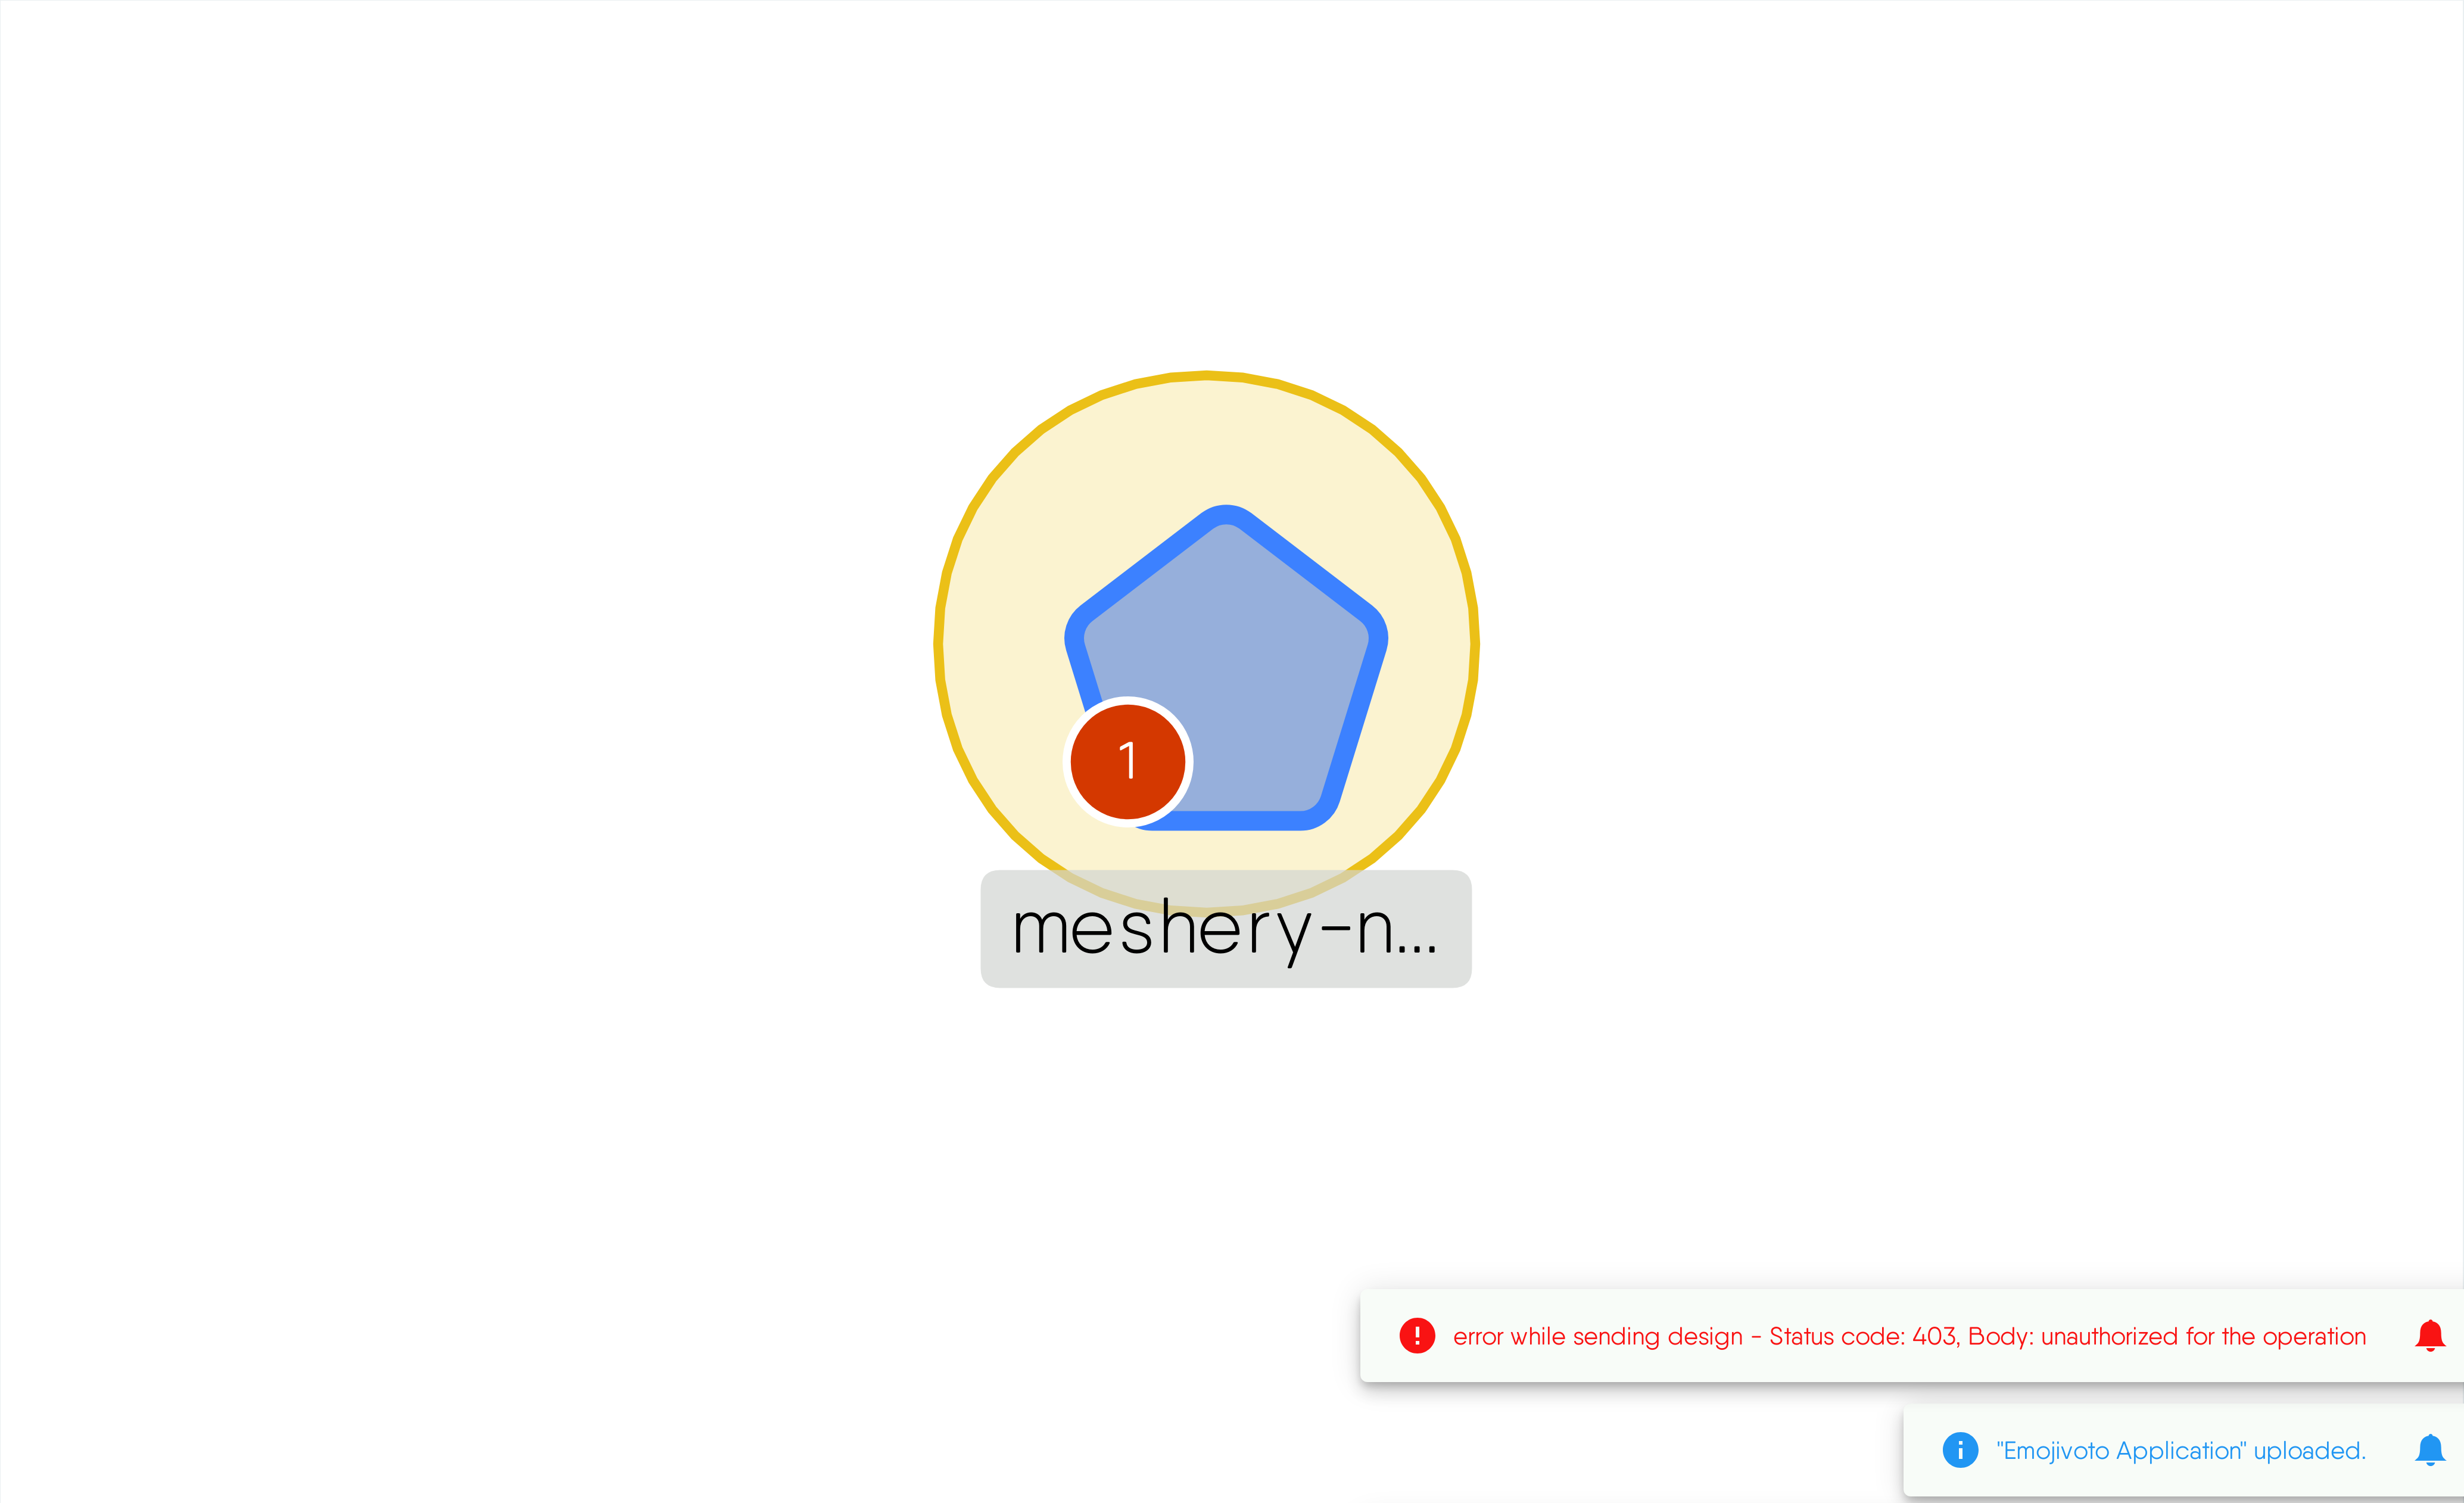 1
meshery-n...
error while sending design - Status code: 403, Body: unauthorized for the operation
"Emojivoto Application" uploaded.